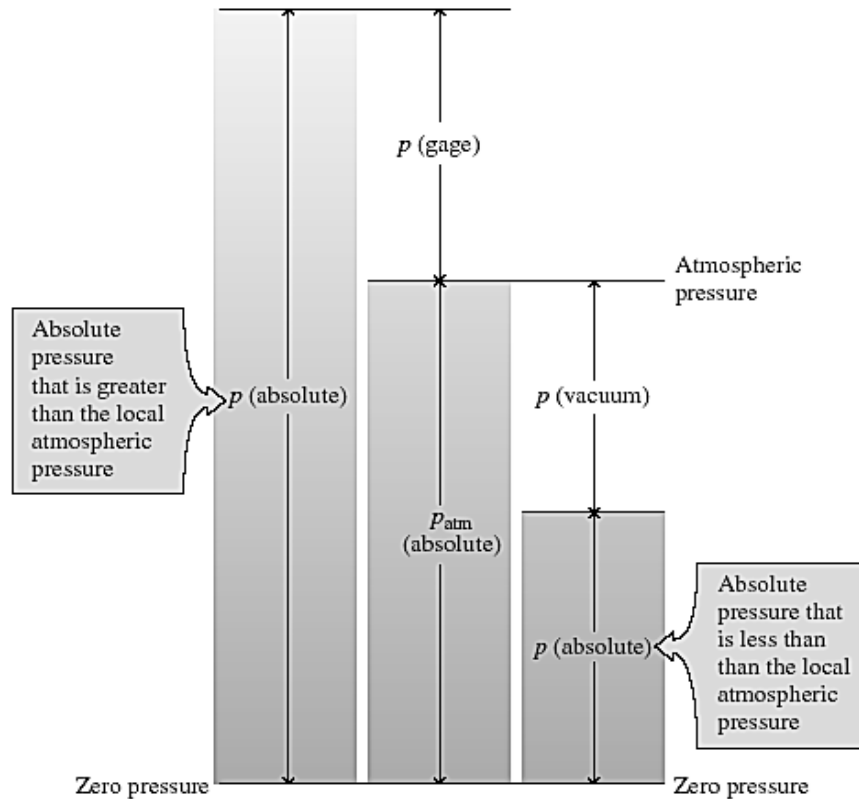 p (gage)
Atmospheric
pressure
Absolute
pressure
that is greater
than the local
atmospheric
pressure
p (absolute)
p (vacuum)
patm
(absolute)
p (absolute)
Absolute
pressure that
is less than
than the local
atmospheric
pressure
Zero pressure
Zero pressure